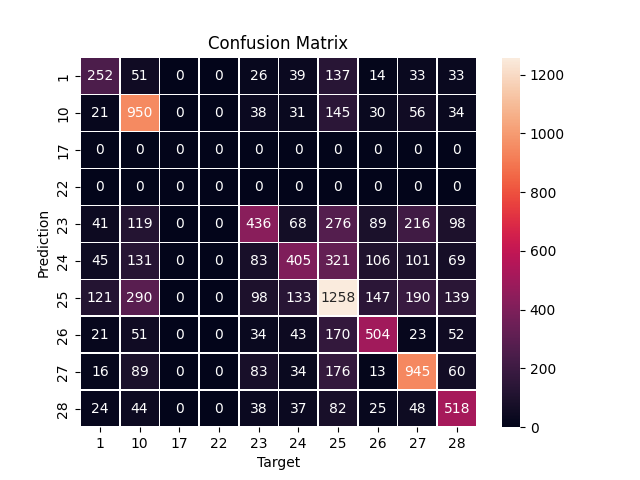 Confusion Matrix
1 252 51 0 0 26 39 137 14 33 33
10 21 950 0 0 38 31 145 30 56 34
17 0 0 0 0 0 0 0 0 0 0
22 0 0 0 0 0 0 0 0 0 0
23 41 119 0 0 436 68 276 89 216 98
24 45 131 0 0 83 405 321 106 101 69
25 121 290 0 0 98 133 1258 147 190 139
26 21 51 0 0 34 43 170 504 23 52
27 16 89 0 0 83 34 176 13 945 60
28 24 44 0 0 38 37 82 25 48 518
1 10 17 22 23 24 25 26 27 28
Target
Prediction
1200
1000
800
600
400
200
0